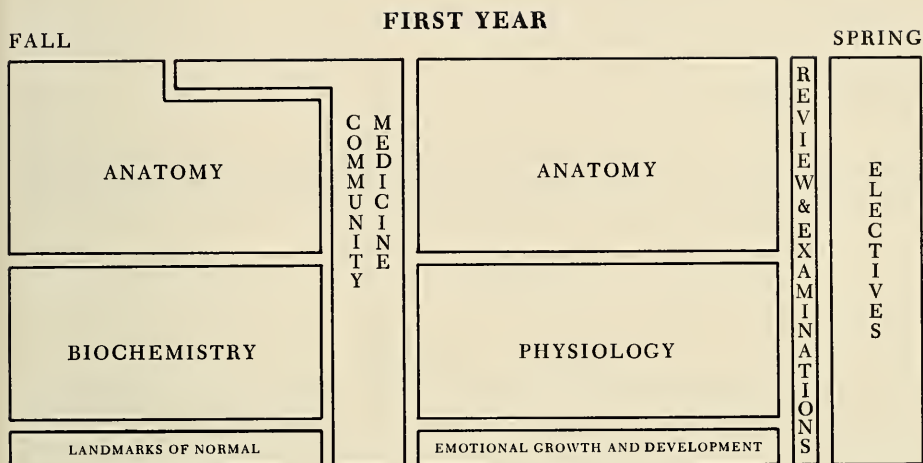 FIRST YEAR
FALL
SPRING
ANATOMY
COMMUNITY
MEDICINE
ANATOMY
REVIEW & EXAMINATIONS
ELECTIVES
BIOCHEMISTRY
PHYSIOLOGY
LANDMARKS OF NORMAL
EMOTIONAL GROWTH AND DEVELOPMENT